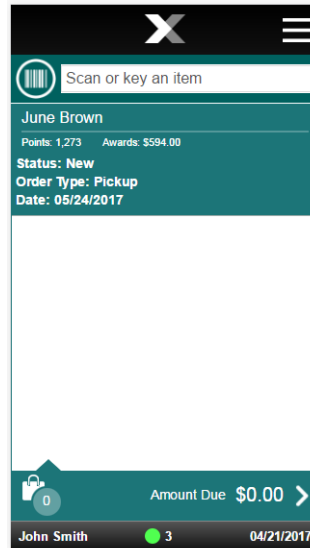 Scan or key an item
June Brown
Points: 1,273 Awards: $594.00
Status: New
Order Type: Pickup
Date: 05/24/2017
0
Amount Due $0.00
John Smith 3 04/21/2017